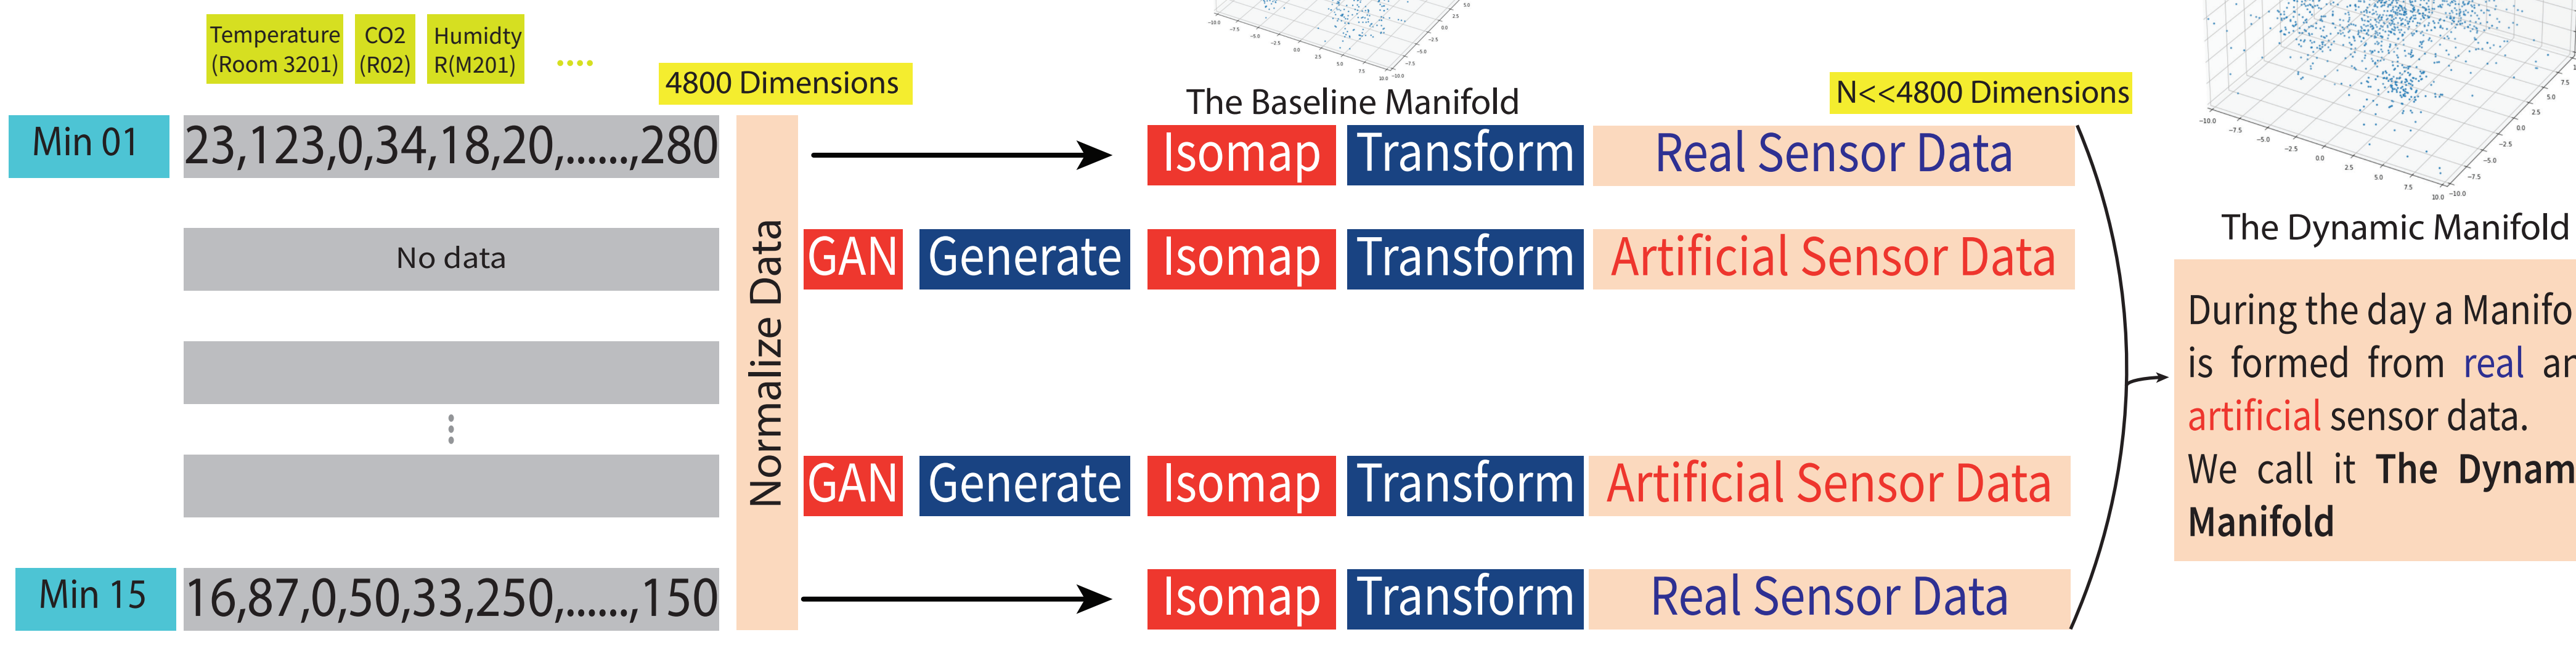 Temperature
(Room 3201)
CO2
(R02)
Humidty
R(M201)
....
4800 Dimensions
The Baseline Manifold
N<<4800 Dimensions
Min 01
23,123,0,34,18,20,......,280
Isomap
Transform
Real Sensor Data
No data
Normalize Data
GAN
Generate
Isomap
Transform
Artificial Sensor Data
GAN
Generate
Isomap
Transform
Artificial Sensor Data
Min 15
16,87,0,50,33,250,......,150
Isomap
Transform
Real Sensor Data
The Dynamic Manifold
During the day a Manifo
is formed from real an
artificial sensor data.
We call it The Dynam
Manifold